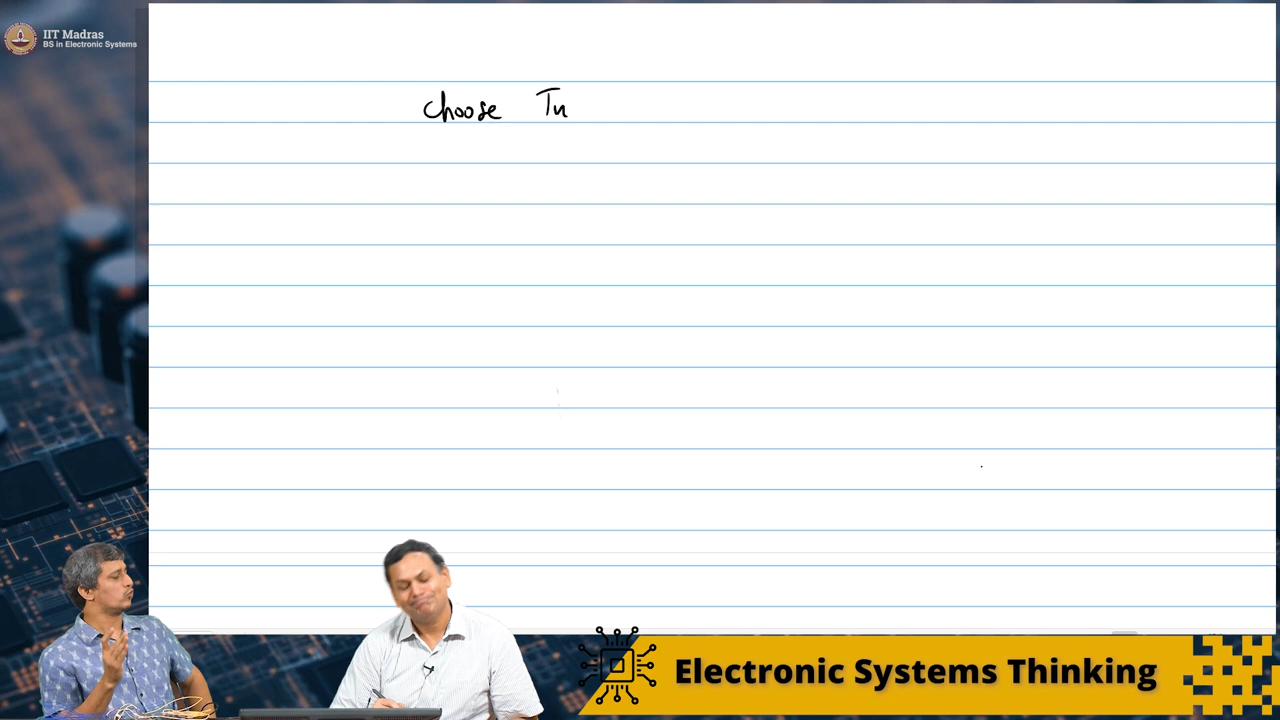 IIT Madras
BS in Electronic Systems
choose Tu
Electronic Systems Thinking